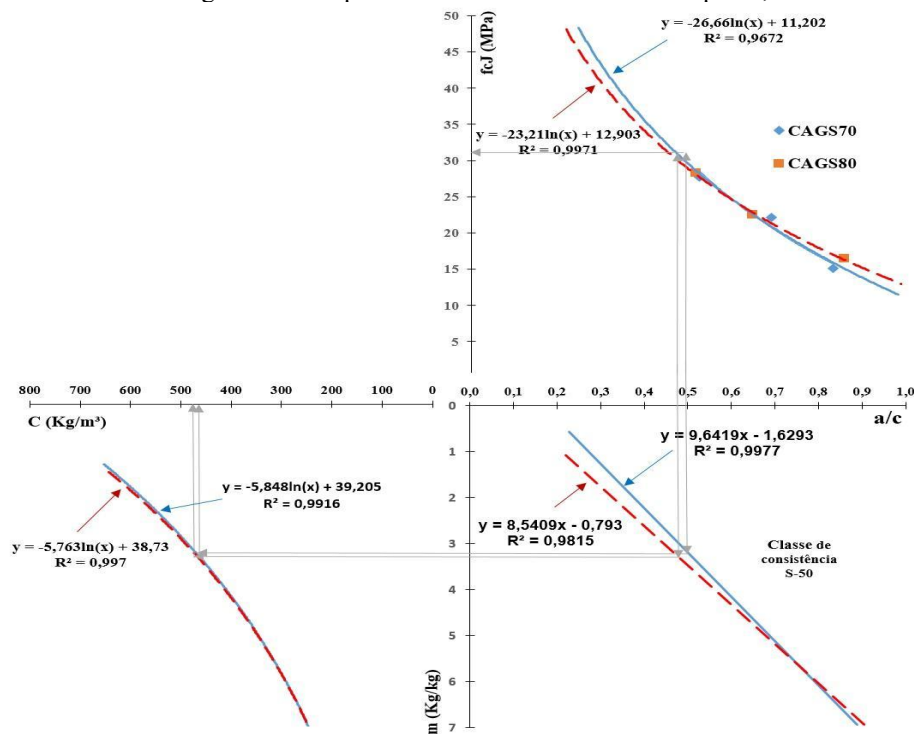 50
45
40
35
30
25
20
15
10
5
fcJ (MPa)
y = -26,66ln(x) + 11,202
R² = 0,9672
y = -23,21ln(x) + 12,903
R² = 0,9971
CAGS70
CAGS80
800 700 600 500 400 300 200 100 0
C (Kg/m³)
0,0 0,1 0,2 0,3 0,4 0,5 0,6 0,7 0,8 0,9 1,0
a/c
0
1
2
3
4
5
6
7
m (Kg/kg)
y = -5,848ln(x) + 39,205
R² = 0,9916
y = -5,763ln(x) + 38,73
R² = 0,997
y = 9,6419x - 1,6293
R² = 0,9977
y = 8,5409x - 0,793
R² = 0,9815
Classe de
consistência
S-50